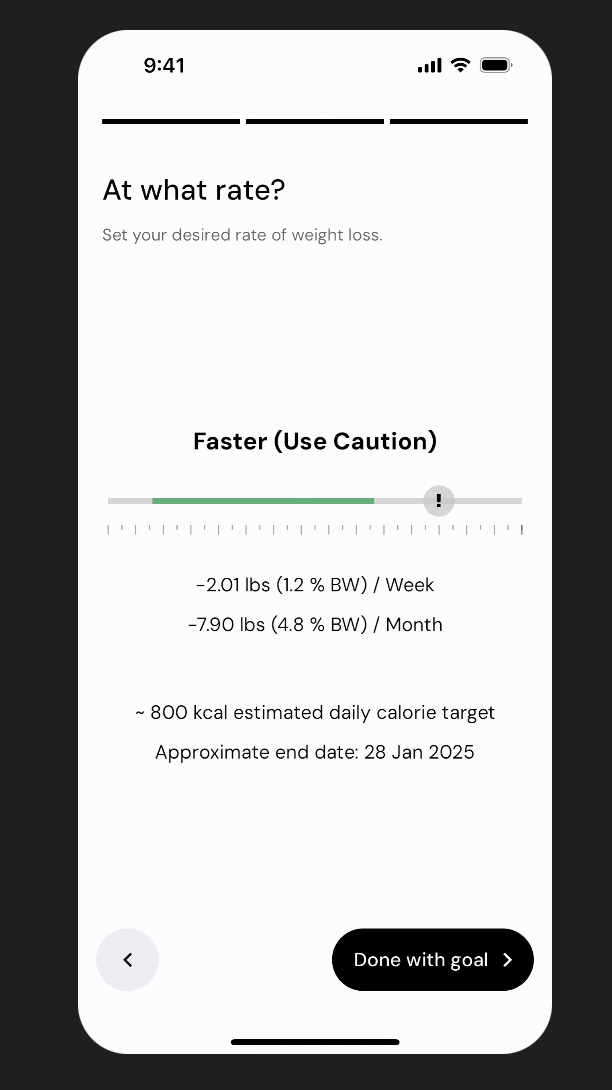 9:41
At what rate?
Set your desired rate of weight loss.
Faster (Use Caution)
!
-2.01 lbs (1.2 % BW) / Week
-7.90 lbs (4.8 % BW) / Month
~ 800 kcal estimated daily calorie target
Approximate end date: 28 Jan 2025
Done with goal